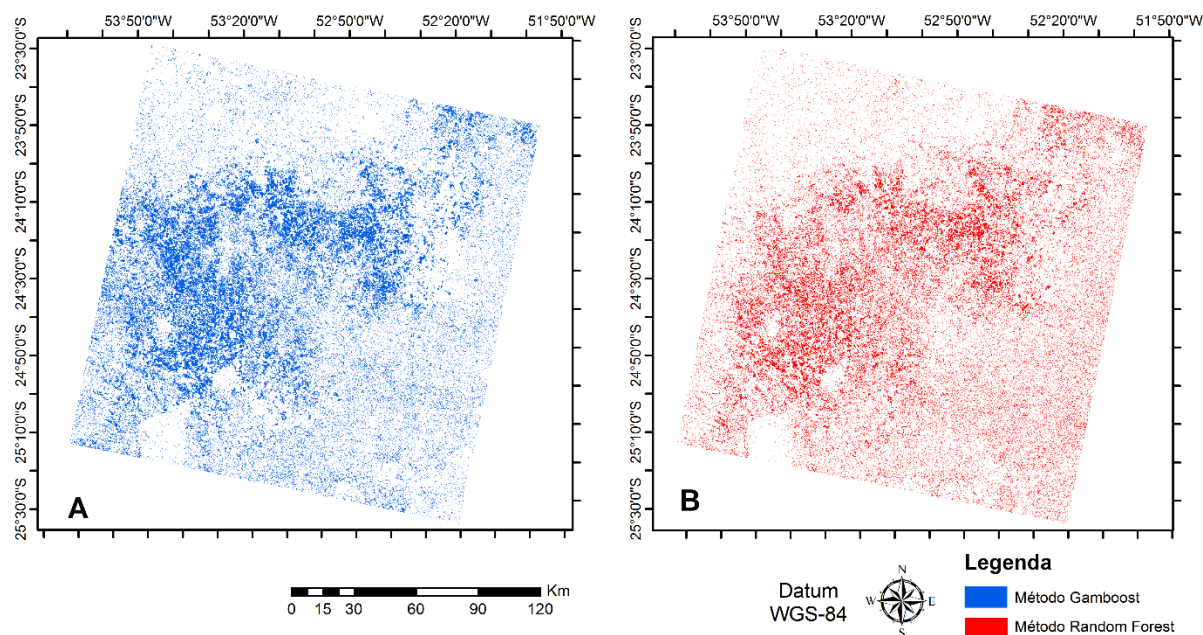 53°50'0"W 53°20'0"W 52°50'0"W 52°20'0"W 51°50'0"W
53°50'0"W 53°20'0"W 52°50'0"W 52°20'0"W 51°50'0"W
23°30'0"S
23°50'0"S
24°10'0"S
24°30'0"S
24°50'0"S
25°10'0"S
25°30'0"S
A
23°30'0"S
23°50'0"S
24°10'0"S
24°30'0"S
24°50'0"S
25°10'0"S
25°30'0"S
B
Km
0 15 30 60 90 120
Datum
WGS-84
N
W E
S
Legenda
Método Gamboost
Método Random Forest